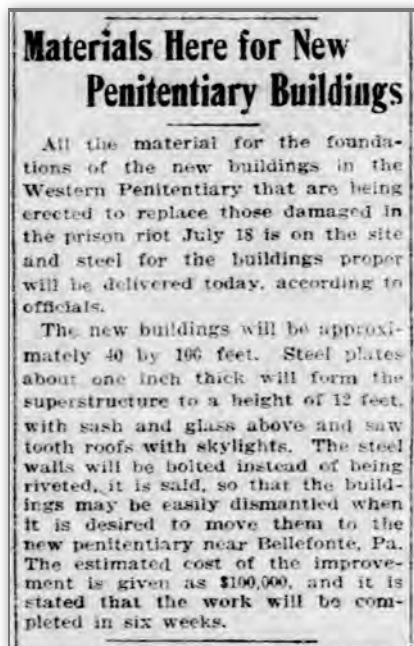 Materials Here for New
Penitentiary Buildings
All the material for the founda-
tions of the new buildings in the
Western Penitentiary that are being
erected to replace those damaged in
the prison riot July 18 is on the site
and steel for the buildings proper
will be delivered today, according to
officials.
The new buildings will be approxi-
mately 40 by 100 feet. Steel plates
about one inch thick will form the
superstructure to a height of 12 feet,
with sash and glass above and saw
tooth roofs with skylights. The steel
walls will be bolted instead of being
riveted, it is said, so that the build-
ings may be easily dismantled when
it is desired to move them to the
new penitentiary near Bellefonte, Pa.
The estimated cost of the improve-
ment is given as $100,000, and it is
stated that the work will be com-
pleted in six weeks.